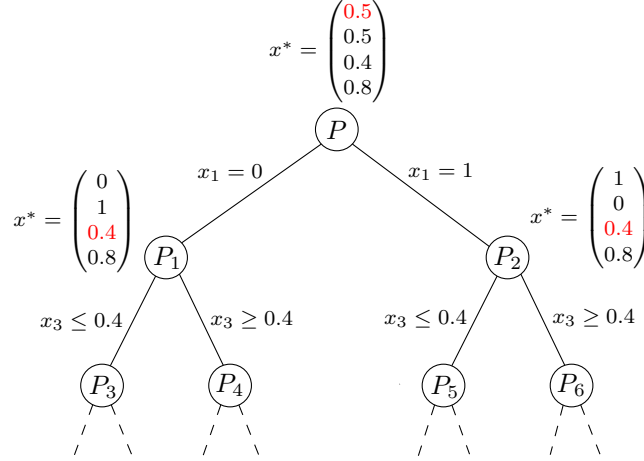 x* = (0.5 0.5 0.4 0.8)
P
x₁ = 0
x₁ = 1
x* = (0 1 0.4 0.8)
x* = (1 0 0.4 0.8)
P₁
P₂
x₃ ≤ 0.4
x₃ ≥ 0.4
x₃ ≤ 0.4
x₃ ≥ 0.4
P₃
P₄
P₅
P₆